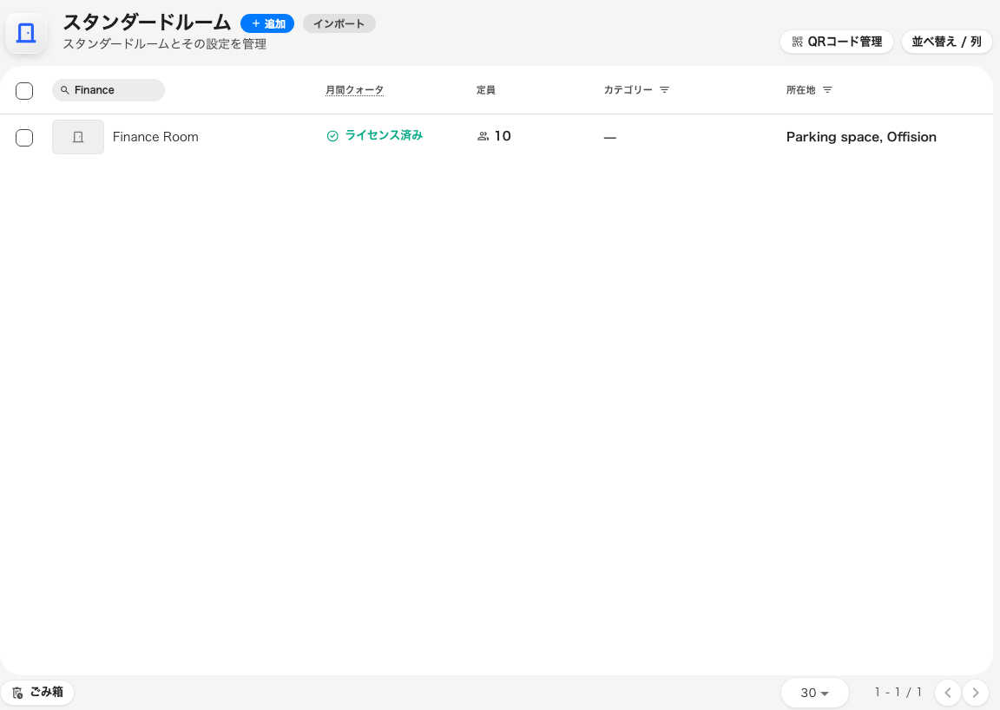 スタンダードルーム
+ 追加
インポート
スタンダードルームとその設定を管理
QRコード管理
並べ替え / 列
Finance
月間クォータ
定員
カテゴリー
所在地
Finance Room
ライセンス済み
10
—
Parking space, Offision
ごみ箱
30
1 - 1 / 1